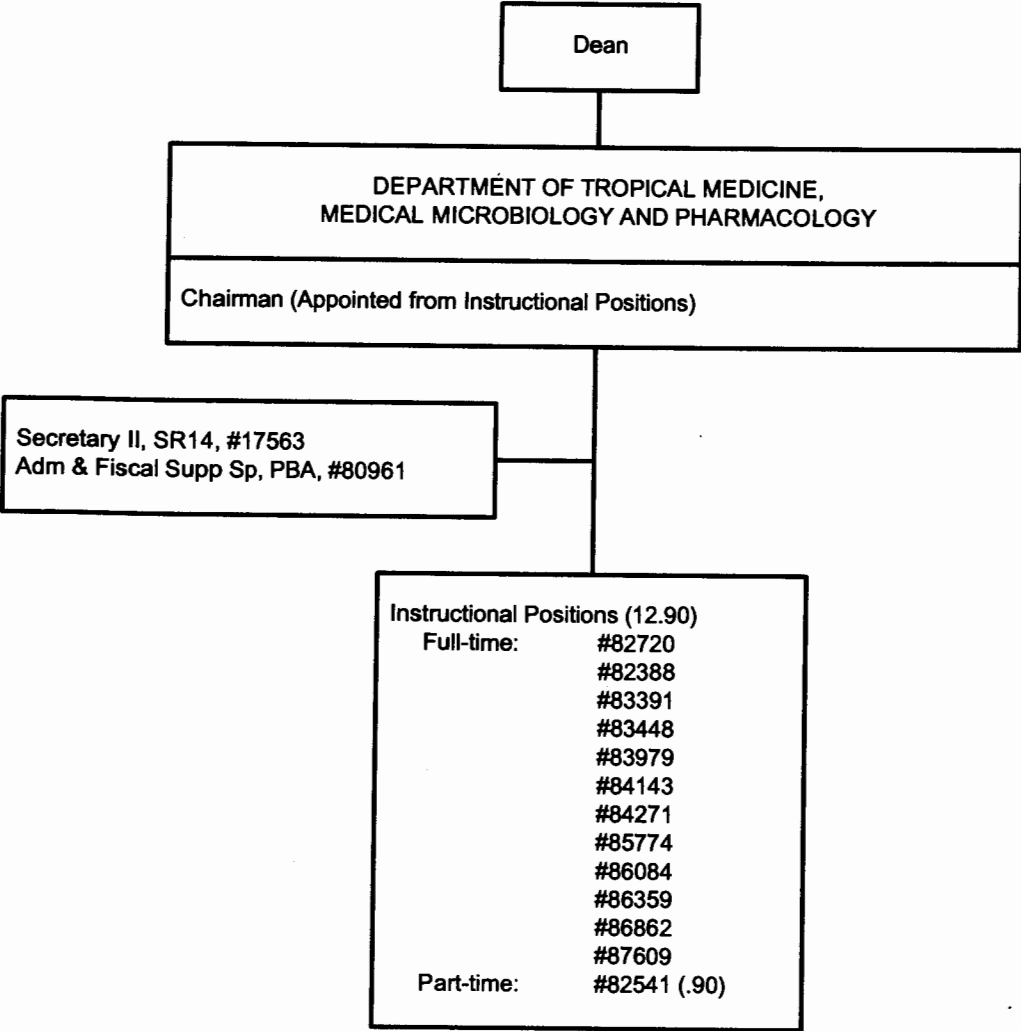 Dean
DEPARTMENT OF TROPICAL MEDICINE,
MEDICAL MICROBIOLOGY AND PHARMACOLOGY
Chairman (Appointed from Instructional Positions)
Secretary II, SR14, #17563
Adm & Fiscal Supp Sp, PBA, #80961
Instructional Positions (12.90)
Full-time: #82720
#82388
#83391
#83448
#83979
#84143
#84271
#85774
#86084
#86359
#86862
#87609
Part-time: #82541 (.90)